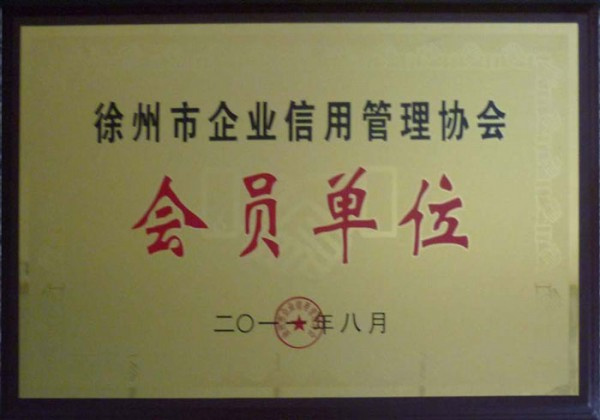 徐州市企业信用管理协会
会员单位
二〇一一年八月